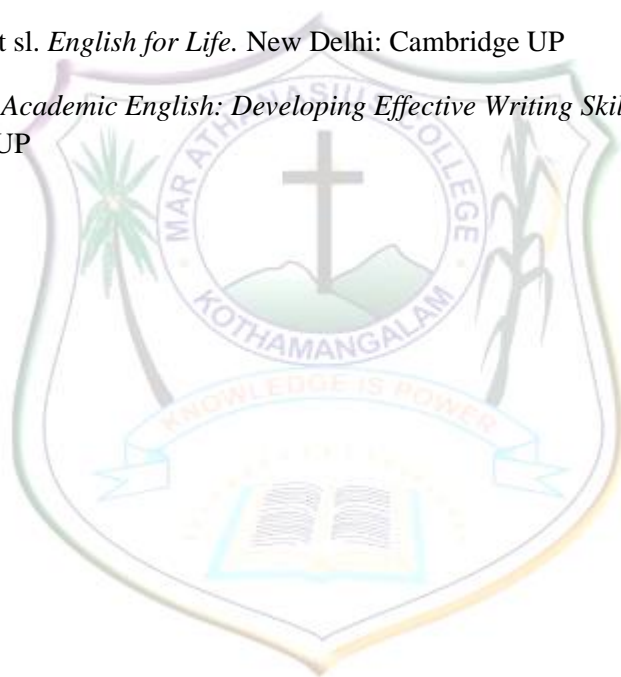 t sl. English for Life. New Delhi: Cambridge UP
Academic English: Developing Effective Writing Skil
UP
MAR ATHANASIUS COLLEGE
KOTHAMANGALAM
KNOWLEDGE IS POWER